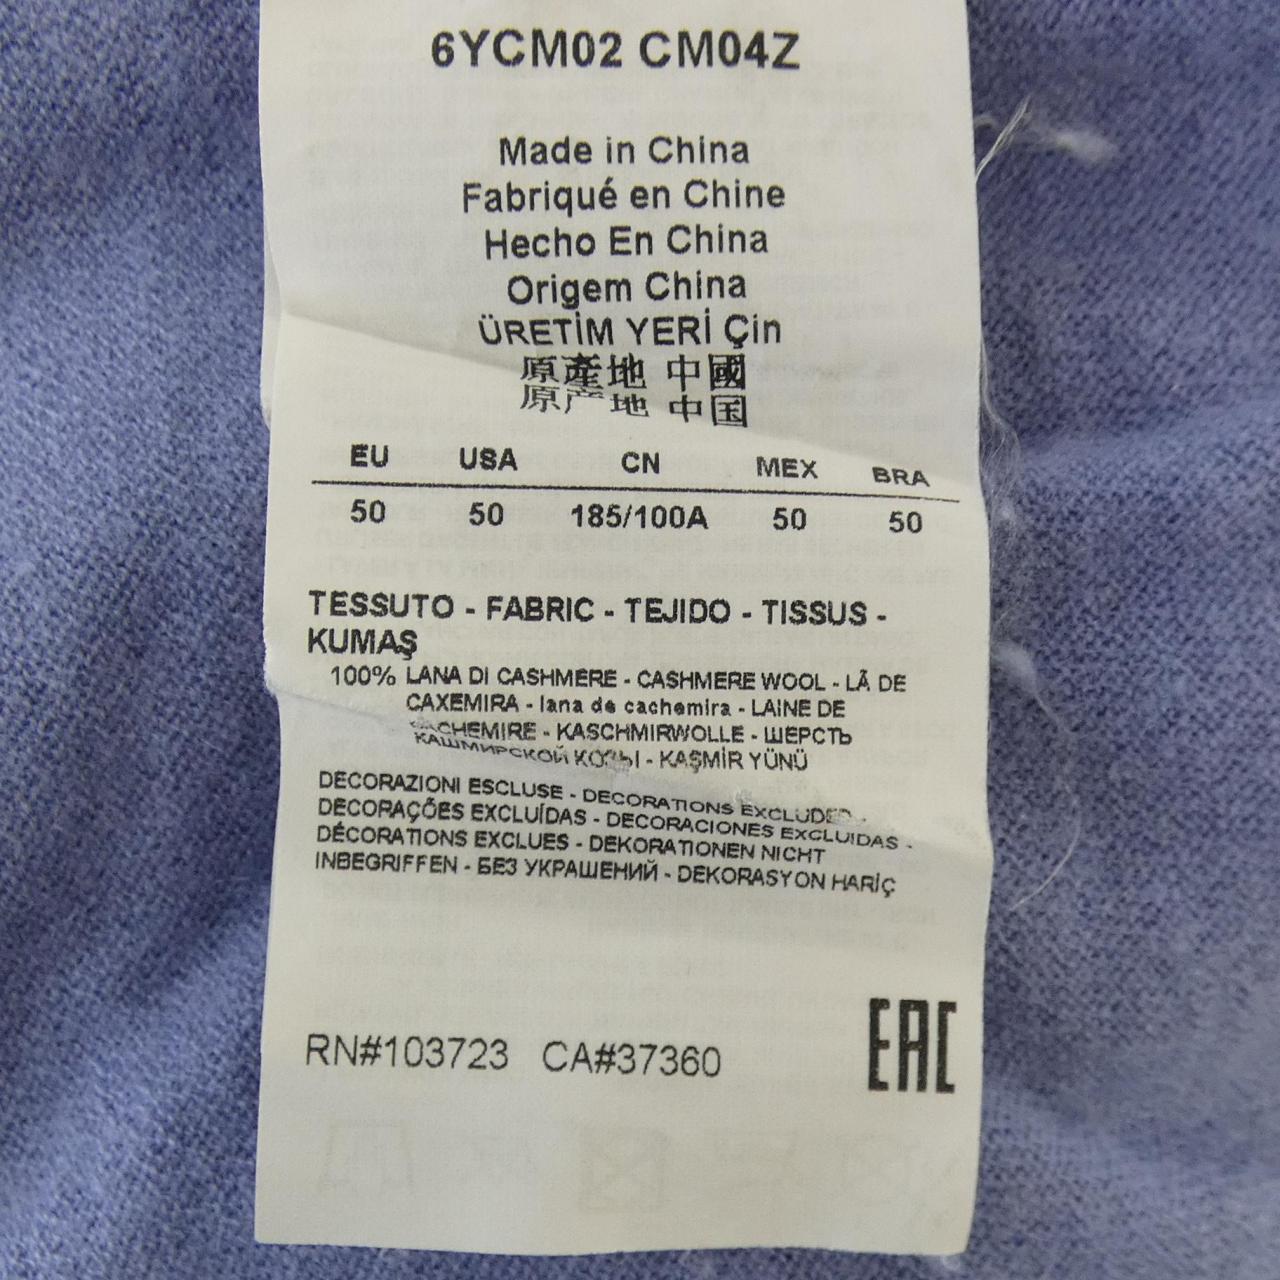 6YCM02 CM04Z
Made in China
Fabriqué en Chine
Hecho En China
Origem China
ÜRETİM YERİ Çin
原產地 中國
原产地 中国
EU USA CN MEX BRA
50 50 185/100A 50 50
TESSUTO - FABRIC - TEJIDO - TISSUS -
KUMAŞ
100% LANA DI CASHMERE - CASHMERE WOOL - LÃ DE
CAXEMIRA - lana de cachemira - LAINE DE
CACHEMIRE - KASCHMIRWOLLE - ШЕРСТЬ
КАШМИРСКОЙ КОЗЫ - KAŞMİR YÜNÜ
DECORAZIONI ESCLUSE - DECORATIONS EXCLUDED -
DECORAÇÕES EXCLUÍDAS - DECORACIONES EXCLUIDAS -
DÉCORATIONS EXCLUES - DEKORATIONEN NICHT
INBEGRIFFEN - БЕЗ УКРАШЕНИЙ - DEKORASYON HARİÇ
RN#103723 CA#37360
EAC